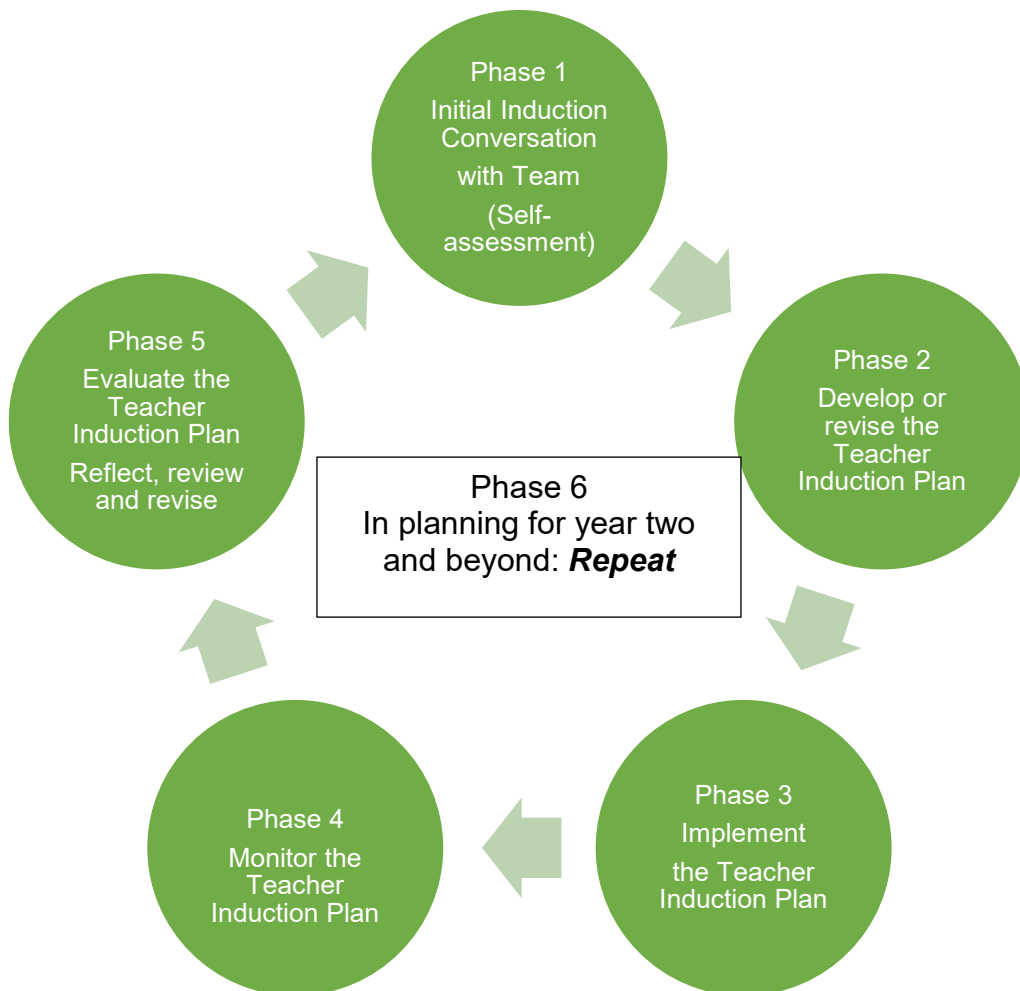 Phase 1
Initial Induction
Conversation
with Team
(Self-
assessment)
Phase 2
Develop or
revise the
Teacher
Induction Plan
Phase 3
Implement
the Teacher
Induction Plan
Phase 4
Monitor the
Teacher
Induction Plan
Phase 5
Evaluate the
Teacher
Induction Plan
Reflect, review
and revise
Phase 6
In planning for year two
and beyond: Repeat